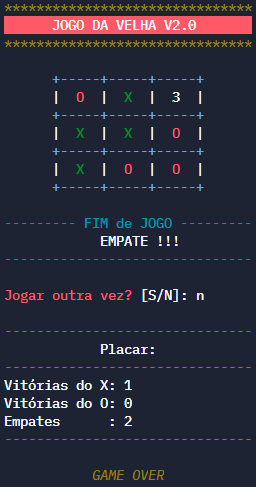 *******************************
JOGO DA VELHA V2.0
*******************************
+-----+-----+-----+
|  O  |  X  |  3  |
+-----+-----+-----+
|  X  |  X  |  O  |
+-----+-----+-----+
|  X  |  O  |  O  |
+-----+-----+-----+
--------- FIM de JOGO ---------
EMPATE !!!
-------------------------------
Jogar outra vez? [S/N]: n
-------------------------------
Placar:
-------------------------------
Vitórias do X: 1
Vitórias do O: 0
Empates      : 2
-------------------------------
GAME OVER